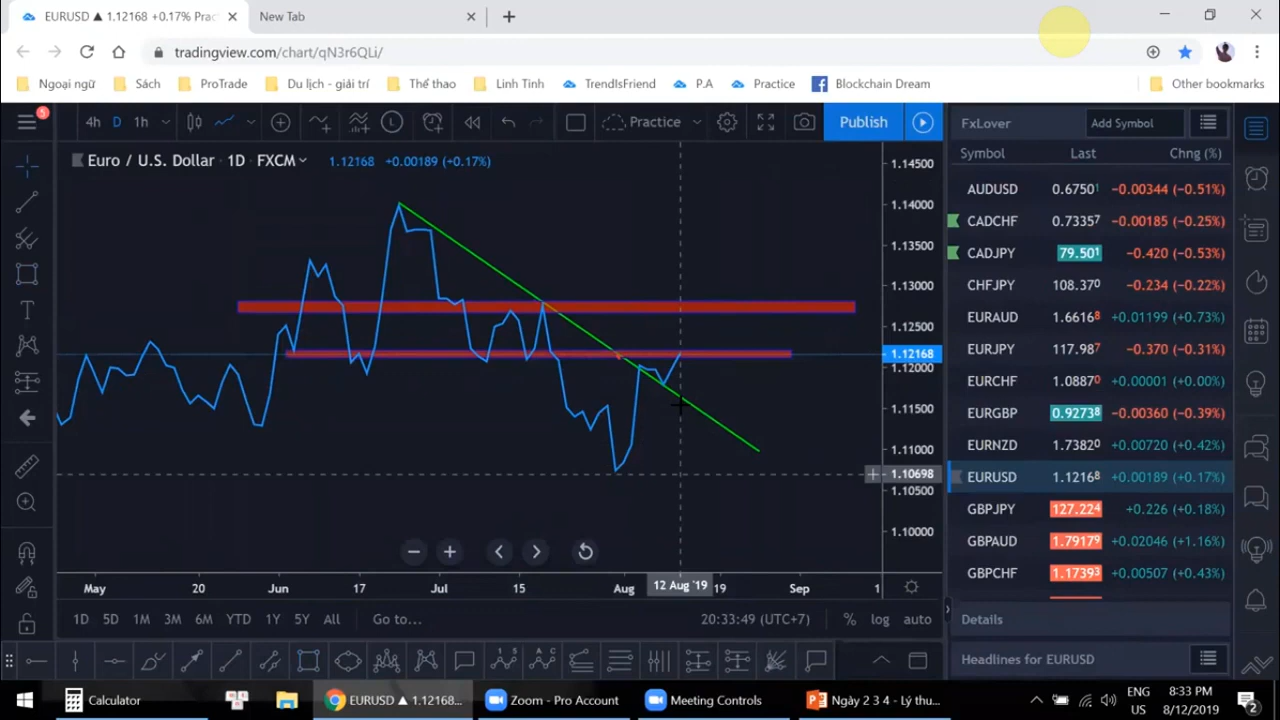 EURUSD ▲ 1.12168 +0.17% Prac
New Tab
tradingview.com/chart/qN3r6QLi/
Ngoại ngữ Sách ProTrade Du lịch - giải trí Thể thao Linh Tinh TrendIsFriend P.A Practice Blockchain Dream Other bookmarks
5
4h D 1h Practice Publish
FxLover Add Symbol
Euro / U.S. Dollar 1D FXCM 1.12168 +0.00189 (+0.17%)
Symbol Last Chng (%)
AUDUSD 0.67501 -0.00344 (-0.51%)
CADCHF 0.73357 -0.00185 (-0.25%)
CADJPY 79.501 -0.420 (-0.53%)
CHFJPY 108.370 -0.234 (-0.22%)
EURAUD 1.66168 +0.01199 (+0.73%)
EURJPY 117.987 -0.370 (-0.31%)
EURCHF 1.08870 +0.00001 (+0.00%)
EURGBP 0.92738 -0.00360 (-0.39%)
EURNZD 1.73820 +0.00720 (+0.42%)
EURUSD 1.12168 +0.00189 (+0.17%)
GBPJPY 127.224 +0.226 (+0.18%)
GBPAUD 1.79179 +0.02046 (+1.16%)
GBPCHF 1.17393 +0.00507 (+0.43%)
1.14500
1.14000
1.13500
1.13000
1.12500
1.12168
1.12000
1.11500
1.11000
1.10698
1.10500
1.10000
May 20 Jun 17 Jul 15 Aug 12 Aug '19 19 Sep 1
1D 5D 1M 3M 6M YTD 1Y 5Y All Go to... 20:33:49 (UTC+7) % log auto
Details
Headlines for EURUSD
Calculator
EURUSD ▲ 1.12168...
Zoom - Pro Account
Meeting Controls
Ngày 2 3 4 - Lý thu...
ENG
US
8:33 PM
8/12/2019
2